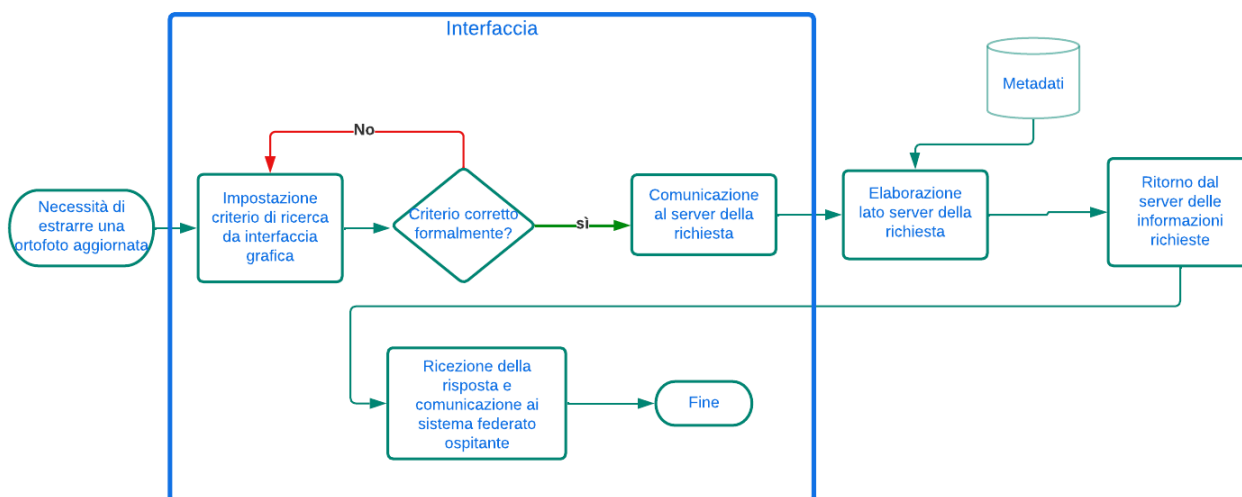 Interfaccia
Metadati
No
Necessità di
estrarre una
ortofoto aggiornata
Impostazione
criterio di ricerca
da interfaccia
grafica
Criterio corretto
formalmente?
sì
Comunicazione
al server della
richiesta
Elaborazione
lato server della
richiesta
Ritorno dal
server delle
informazioni
richieste
Ricezione della
risposta e
comunicazione ai
sistema federato
ospitante
Fine